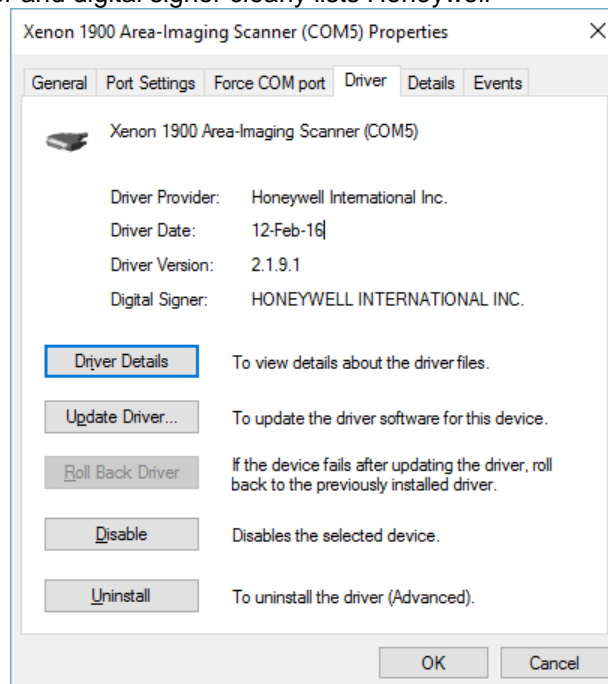 and digital signer clearly lists Honeywell
Xenon 1900 Area-Imaging Scanner (COM5) Properties
General Port Settings Force COM port Driver Details Events
Xenon 1900 Area-Imaging Scanner (COM5)
Driver Provider: Honeywell International Inc.
Driver Date: 12-Feb-16
Driver Version: 2.1.9.1
Digital Signer: HONEYWELL INTERNATIONAL INC.
Driver Details To view details about the driver files.
Update Driver... To update the driver software for this device.
Roll Back Driver If the device fails after updating the driver, roll
back to the previously installed driver.
Disable Disables the selected device.
Uninstall To uninstall the driver (Advanced).
OK Cancel